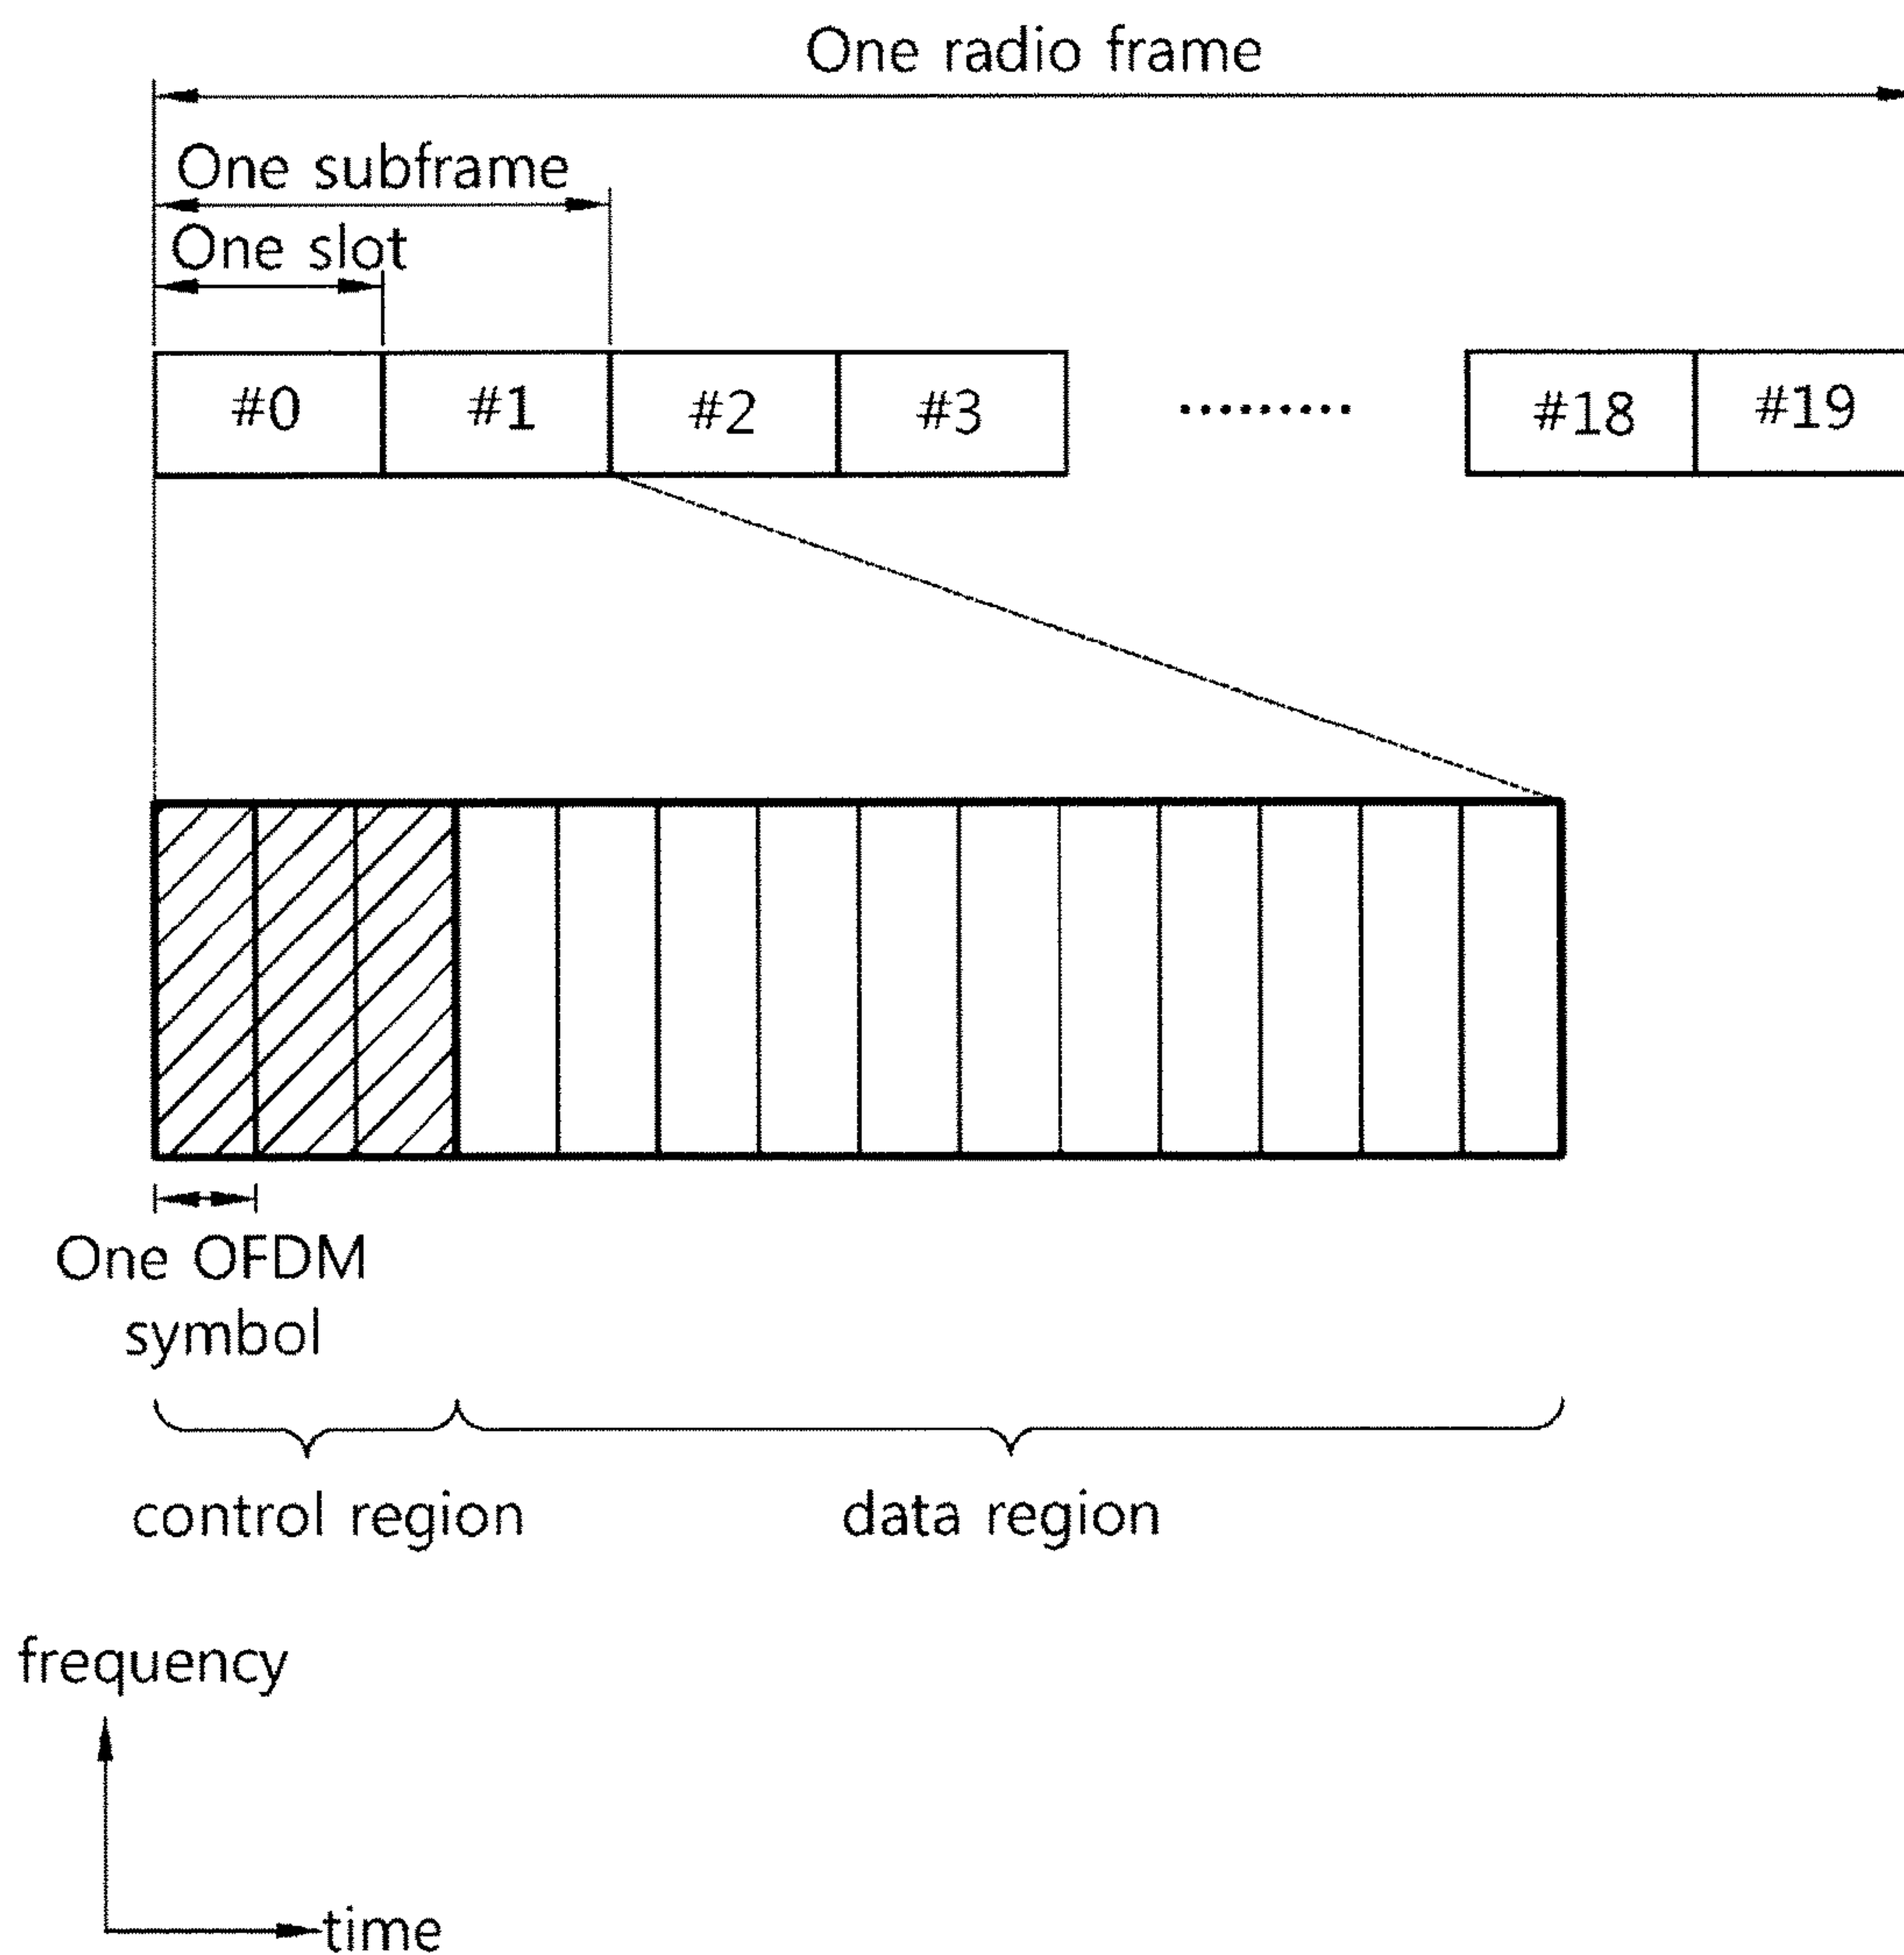 One radio frame
One subframe
One slot
#0 #1 #2 #3 ......... #18 #19
One OFDM
symbol
control region data region
frequency
time